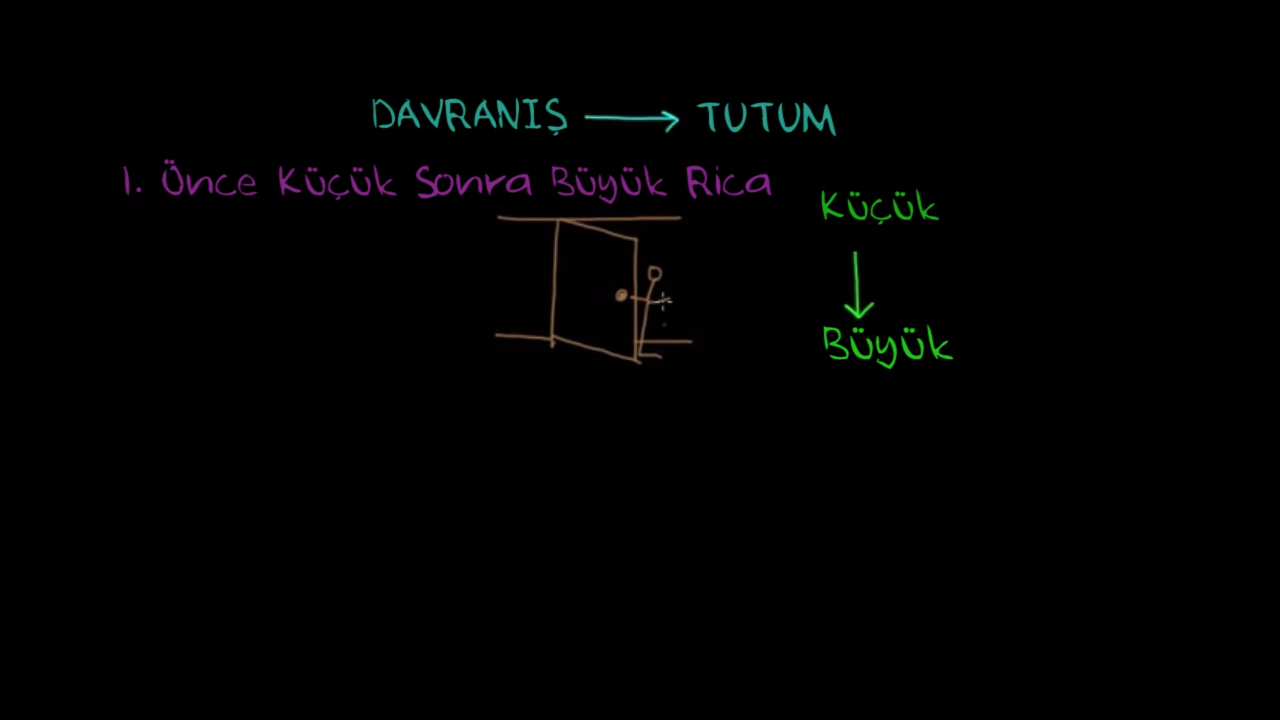 DAVRANIŞ → TUTUM
1. Önce Küçük Sonra Büyük Rica
Küçük
↓
Büyük